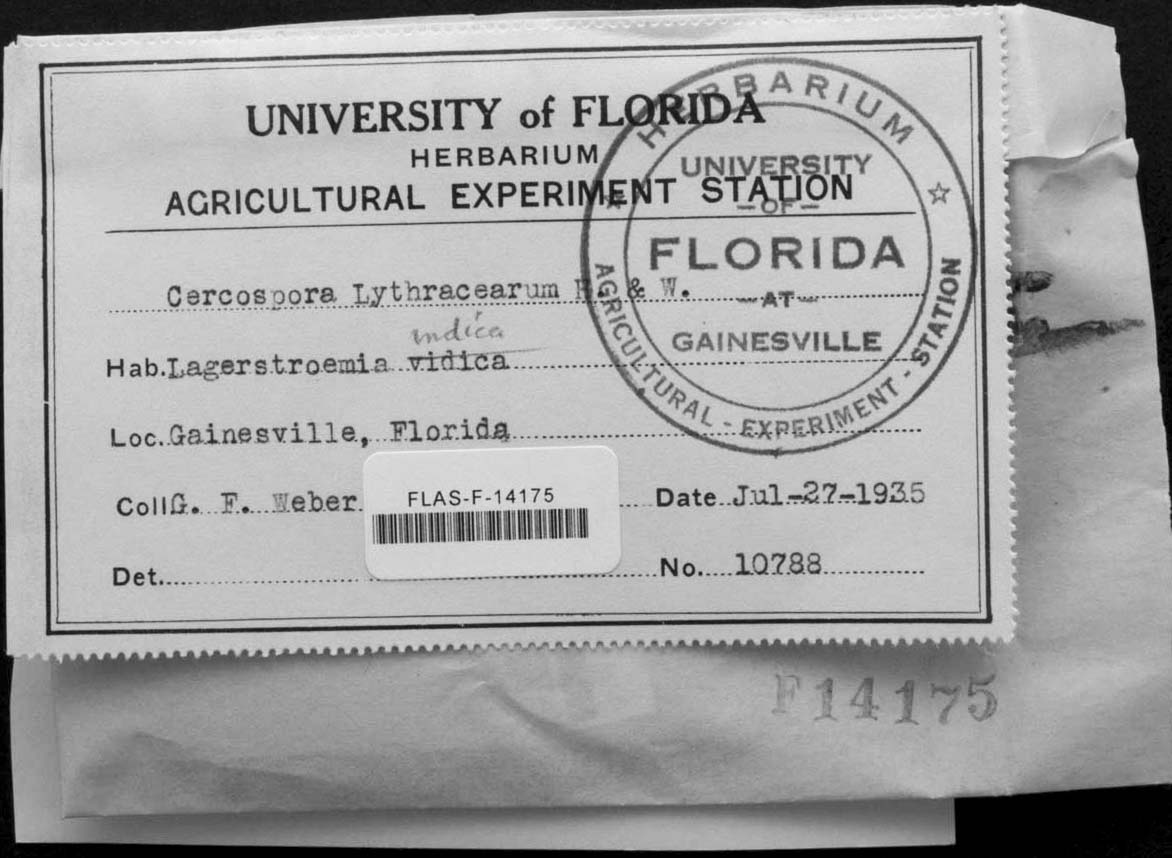 UNIVERSITY of FLORIDA
HERBARIUM
AGRICULTURAL EXPERIMENT STATION
Cercospora Lythracearum H. & W.
indica
Hab. Lagerstroemia vidica
Loc. Gainesville, Florida
Coll G. F. Weber
Date Jul-27-1935
Det.
No. 10788
FLAS-F-14175
HERBARIUM
UNIVERSITY
-OF-
FLORIDA
-AT-
GAINESVILLE
AGRICULTURAL - EXPERIMENT - STATION
F14175